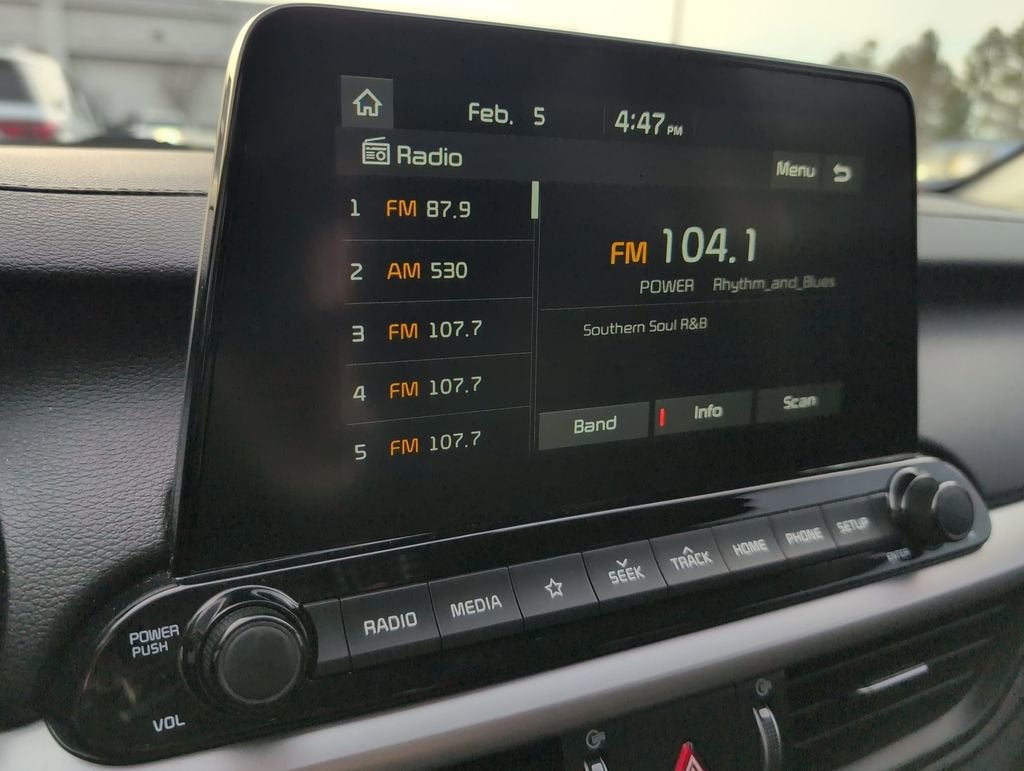 Feb. 5 4:47 PM
Radio
Menu
1 FM 87.9
2 AM 530
3 FM 107.7
4 FM 107.7
5 FM 107.7
FM 104.1
POWER Rhythm_and_Blues
Southern Soul R&B
Band Info Scan
POWER
PUSH
VOL
RADIO
MEDIA
SEEK
TRACK
HOME
PHONE
SETUP
ENTER